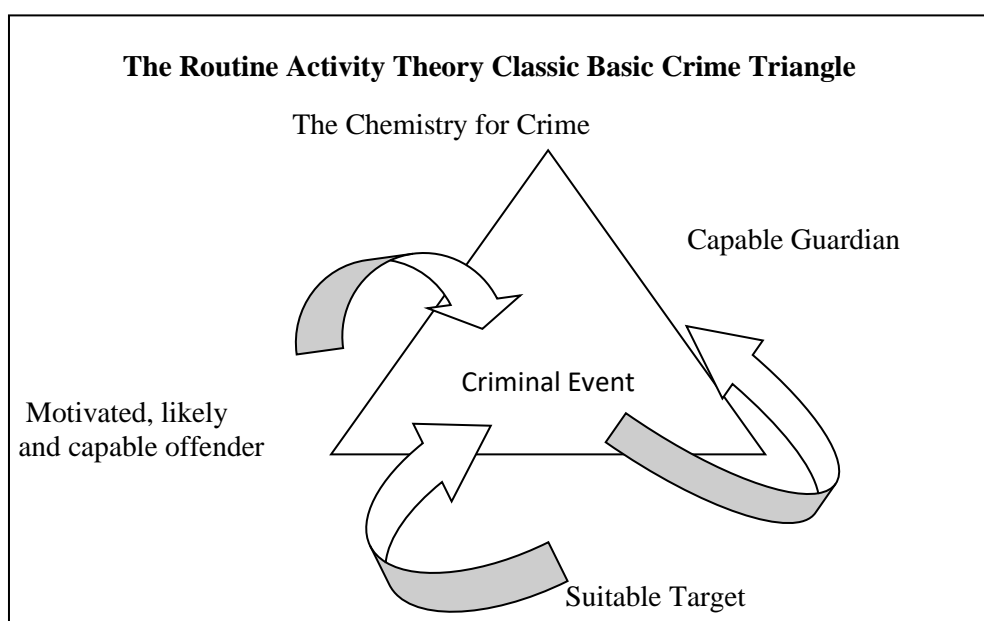 The Routine Activity Theory Classic Basic Crime Triangle
The Chemistry for Crime
Capable Guardian
Criminal Event
Motivated, likely
and capable offender
Suitable Target